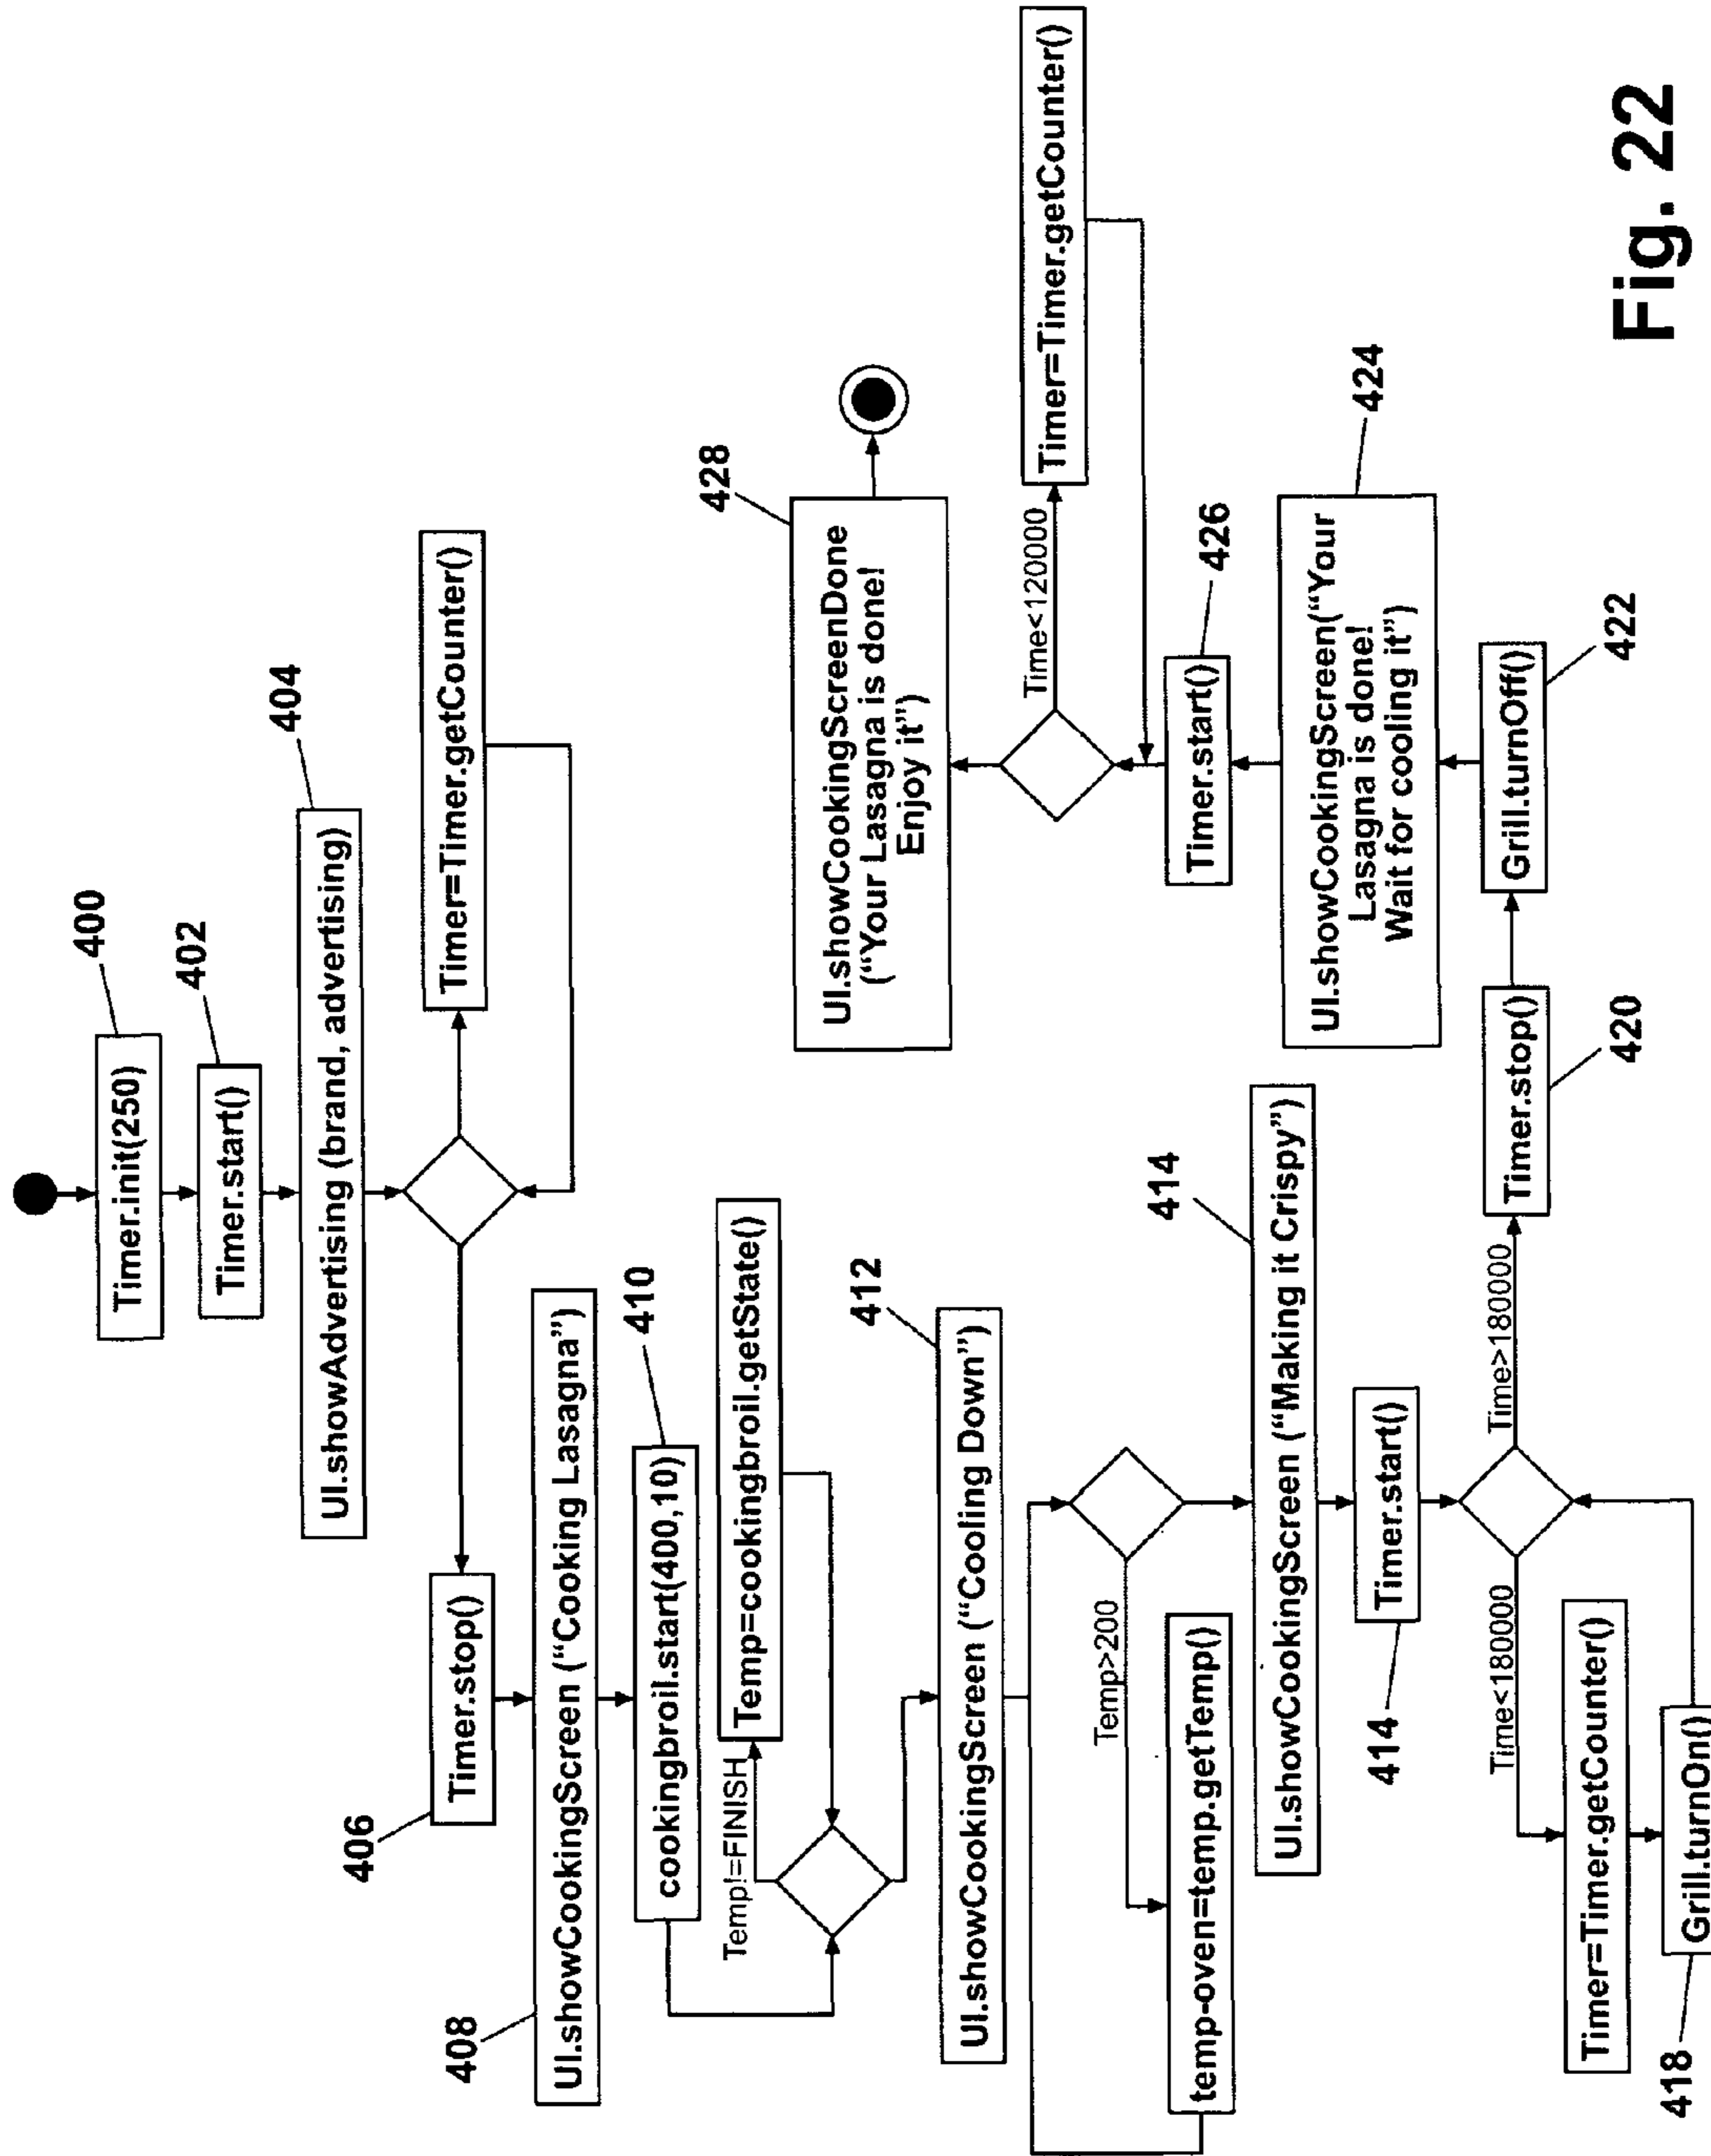 400
Timer.init(250)
402
Timer.start()
404
UI.showAdvertising (brand, advertising)
Timer=Timer.getCounter()
406
Timer.stop()
408
UI.showCookingScreen (“Cooking Lasagna”)
410
cookingbroil.start(400,10)
Temp!=FINISH
Temp=cookingbroil.getState()
412
UI.showCookingScreen (“Cooling Down”)
Temp>200
temp-oven=temp.getTemp()
414
UI.showCookingScreen (“Making it Crispy”)
414
Timer.start()
Time<180000
Time>180000
Timer=Timer.getCounter()
418
Grill.turnOn()
Timer.stop()
420
Grill.turnOff()
422
424
UI.showCookingScreen(“Your
Lasagna is done!
Wait for cooling it”)
Timer.start()
426
Time<120000
Timer=Timer.getCounter()
428
UI.showCookingScreenDone
(“Your Lasagna is done!
Enjoy it”)
Fig. 22